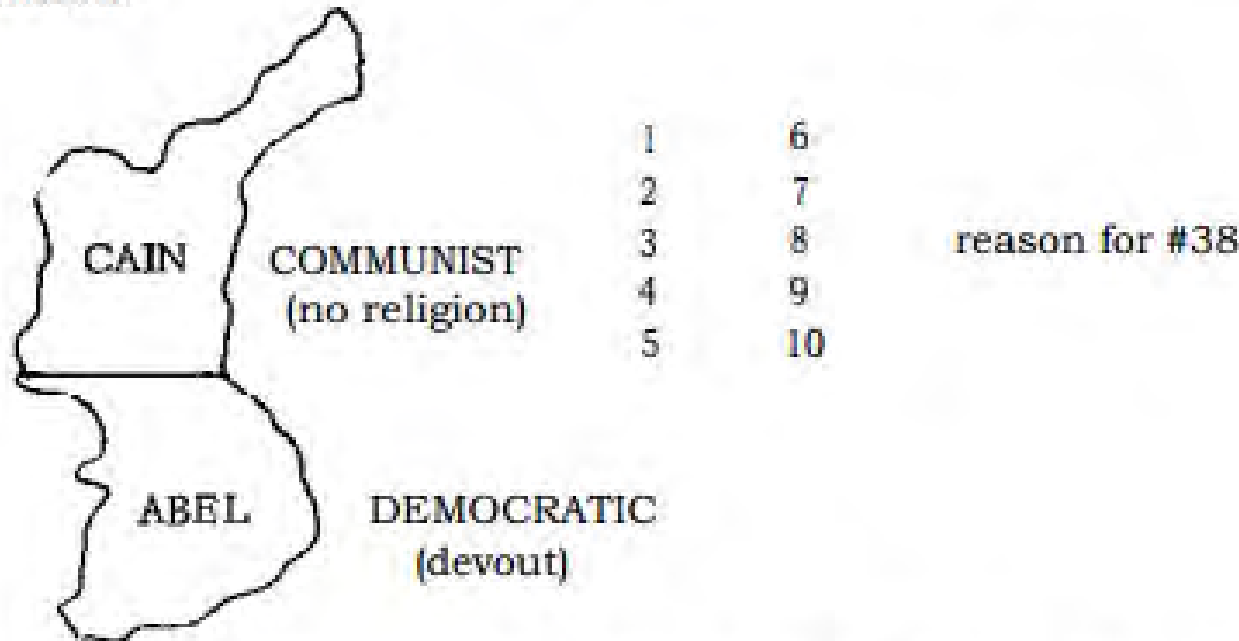 1 6
2 7
CAIN COMMUNIST 3 8 reason for #38
(no religion) 4 9
5 10
ABEL DEMOCRATIC
(devout)